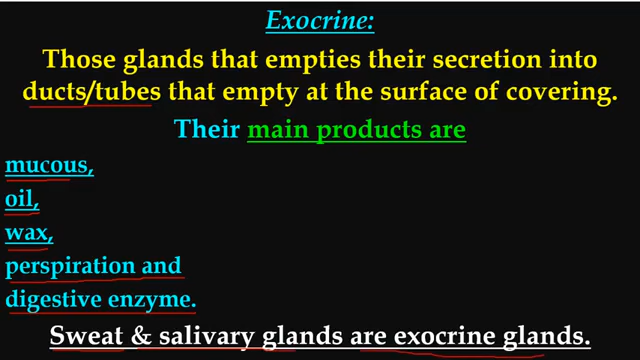 Exocrine:
Those glands that empties their secretion into
ducts/tubes that empty at the surface of covering.
Their main products are
mucous,
oil,
wax,
perspiration and
digestive enzyme.
Sweat & salivary glands are exocrine glands.